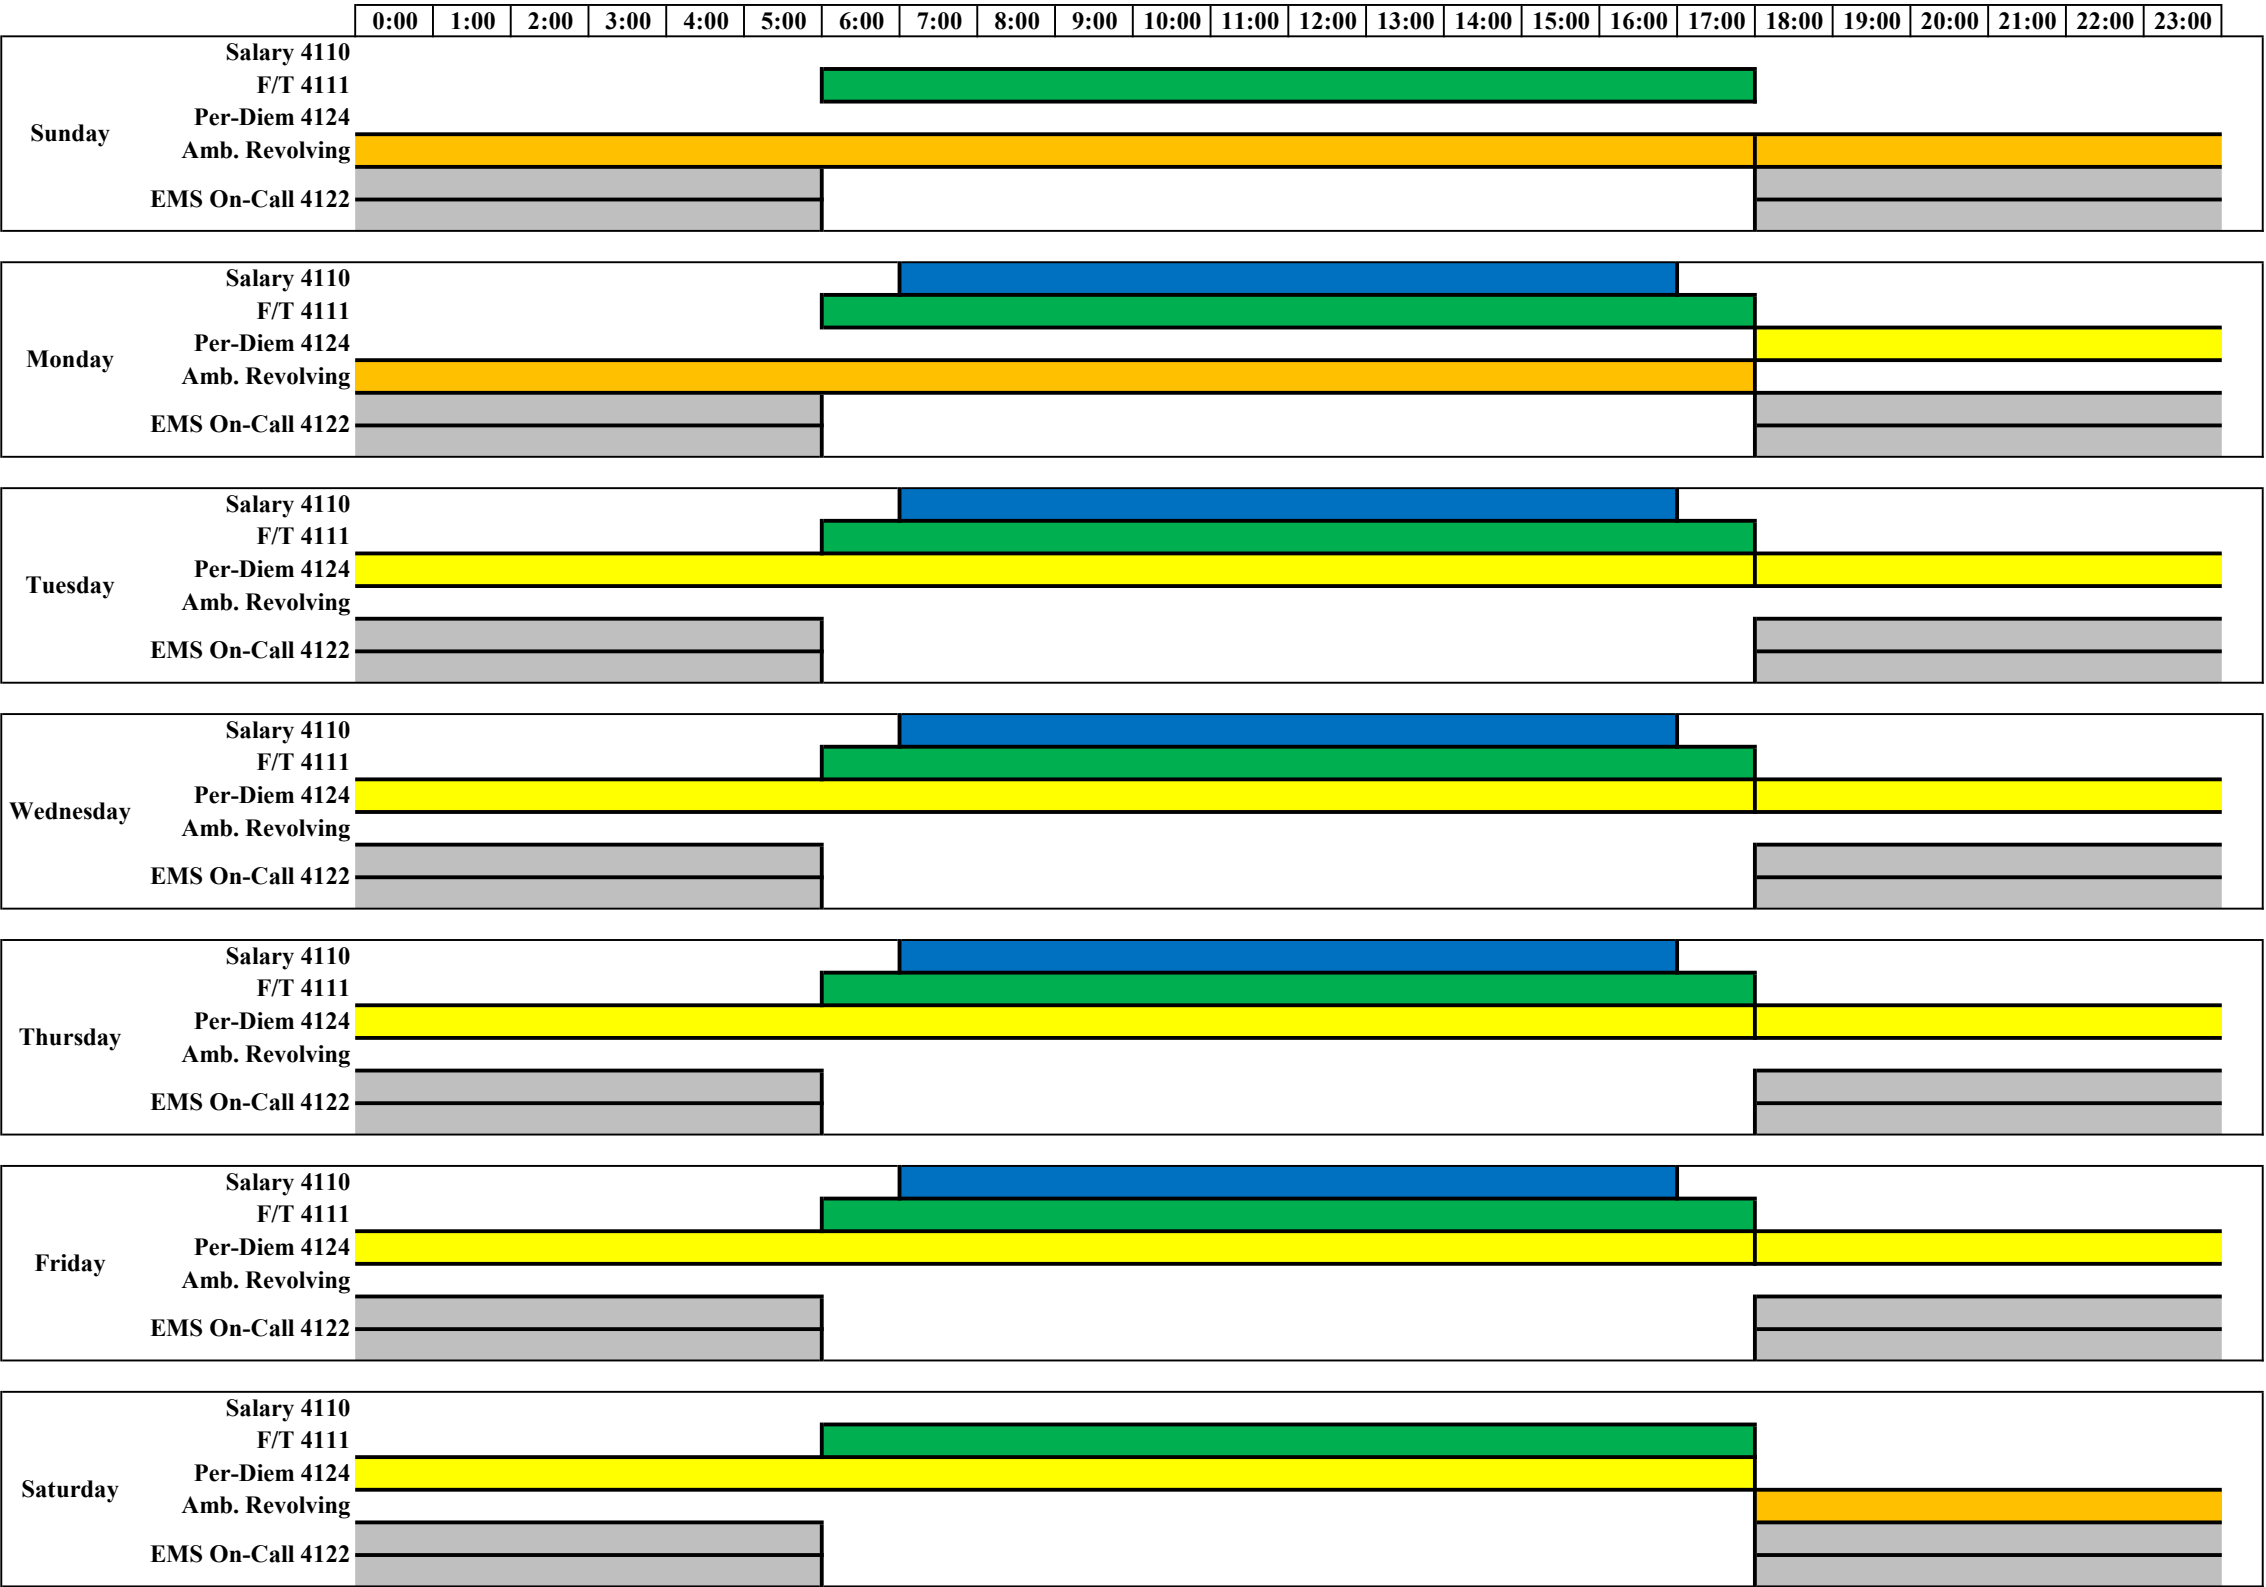 0:00 1:00 2:00 3:00 4:00 5:00 6:00 7:00 8:00 9:00 10:00 11:00 12:00 13:00 14:00 15:00 16:00 17:00 18:00 19:00 20:00 21:00 22:00 23:00
Salary 4110
F/T 4111
Per-Diem 4124
Sunday
Amb. Revolving
EMS On-Call 4122
Salary 4110
F/T 4111
Per-Diem 4124
Monday
Amb. Revolving
EMS On-Call 4122
Salary 4110
F/T 4111
Per-Diem 4124
Tuesday
Amb. Revolving
EMS On-Call 4122
Salary 4110
F/T 4111
Per-Diem 4124
Wednesday
Amb. Revolving
EMS On-Call 4122
Salary 4110
F/T 4111
Per-Diem 4124
Thursday
Amb. Revolving
EMS On-Call 4122
Salary 4110
F/T 4111
Per-Diem 4124
Friday
Amb. Revolving
EMS On-Call 4122
Salary 4110
F/T 4111
Per-Diem 4124
Saturday
Amb. Revolving
EMS On-Call 4122